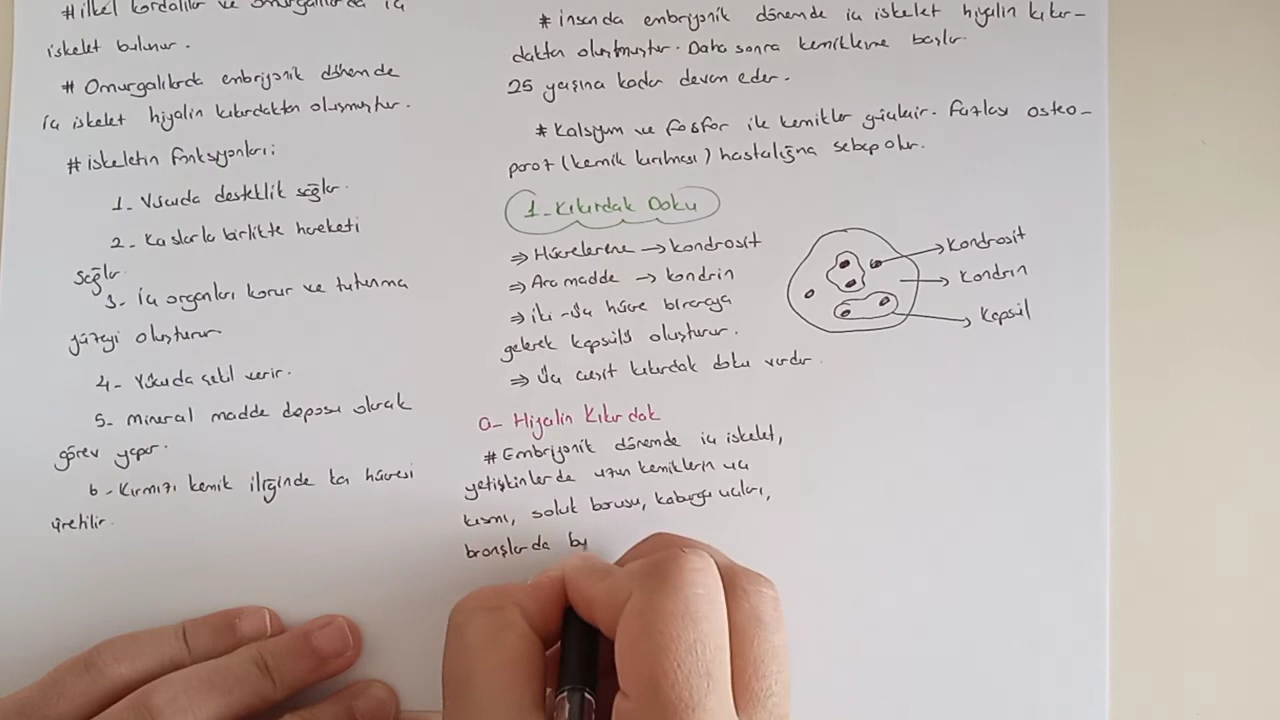 # ilkel kordalılar ve omurgalılarda iç
iskelet bulunur.
# Omurgalılarda embriyonik dönemde
iç iskelet hiyalin kıkırdaktan oluşmuştur.
# iskeletin fonksiyonları:
1- Vücuda desteklik sağlar.
2- Kaslarla birlikte hareketi
sağlar.
3- İç organları korur ve tutunma
yüzeyi oluşturur
4- Vücuda şekil verir.
5- mineral madde deposu olarak
görev yapar.
6- Kırmızı kemik iliğinde kan hücresi
üretilir.
# insanda embriyonik dönemde iç iskelet hiyalin kıkır-
daktan oluşmuştur. Daha sonra kemikleşme başlar
25 yaşına kadar devam eder.
# Kalsiyum ve fosfor ile kemikler güçlenir. Fazlası osteo-
poroz (kemik kırılması) hastalığına sebep olur.
1- Kıkırdak Doku
⇒ Hücrelerine → kondrosit
⇒ Ara madde → kondrin
⇒ iki-üç hücre biraraya
gelerek kapsülü oluşturur.
⇒ Üç çeşit kıkırdak doku vardır.
Kondrosit
Kondrin
Kapsül
a- Hiyalin Kıkırdak
# Embriyonik dönemde iç iskelet,
yetişkinlerde uzun kemiklerin uç
kısmı, soluk borusu, kaburga uçları,
bronşlarda bu